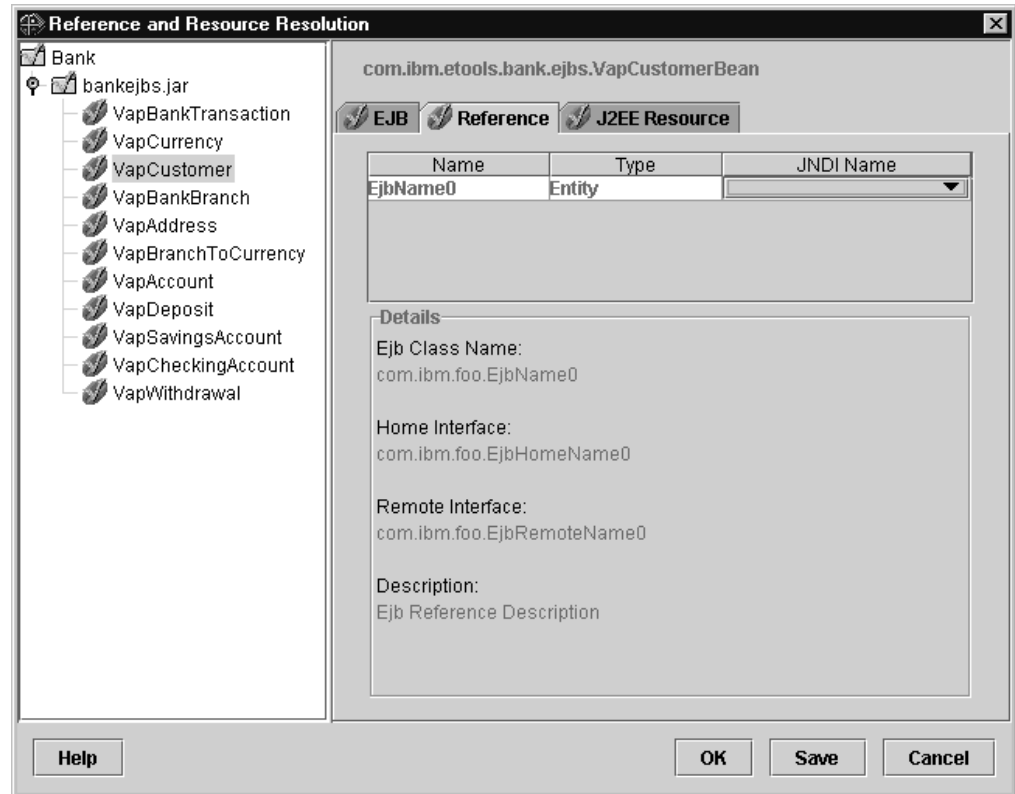 Reference and Resource Resolution
Bank
bankejbs.jar
VapBankTransaction
VapCurrency
VapCustomer
VapBankBranch
VapAddress
VapBranchToCurrency
VapAccount
VapDeposit
VapSavingsAccount
VapCheckingAccount
VapWithdrawal
com.ibm.etools.bank.ejbs.VapCustomerBean
EJB Reference J2EE Resource
Name Type JNDI Name
EjbName0 Entity
Details
Ejb Class Name:
com.ibm.foo.EjbName0
Home Interface:
com.ibm.foo.EjbHomeName0
Remote Interface:
com.ibm.foo.EjbRemoteName0
Description:
Ejb Reference Description
Help OK Save Cancel